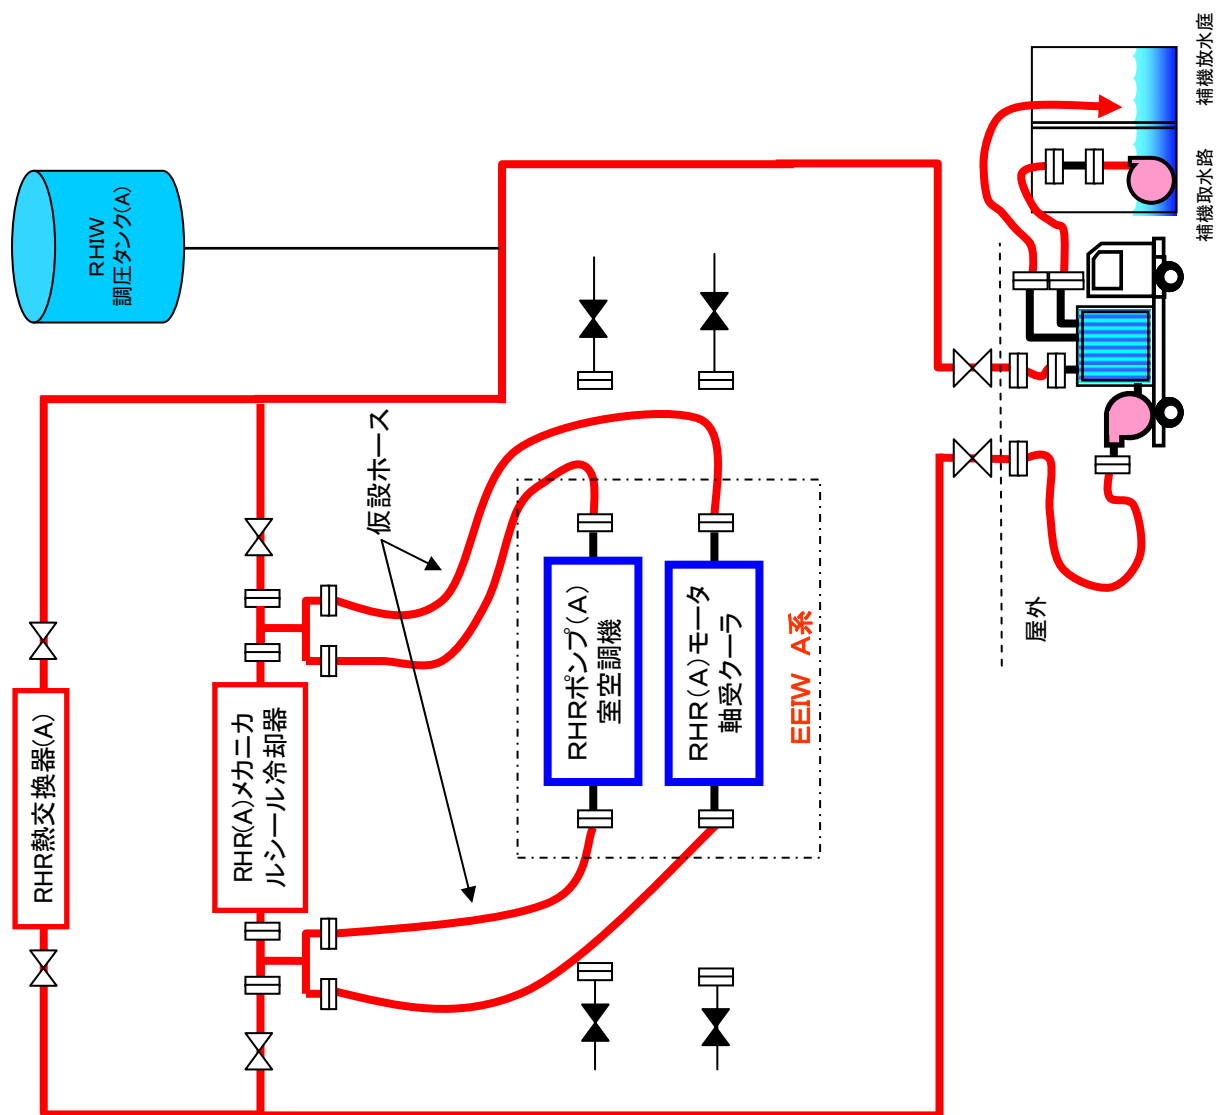 RHIW
調圧タンク(A)
補機放水庭
補機取水路
仮設ホース
屋外
RHR熱交換器(A)
RHR(A)メカニカ
ルシール冷却器
RHRポンプ(A)
室空調機
RHR(A)モータ
軸受クーラ
EEIW A系